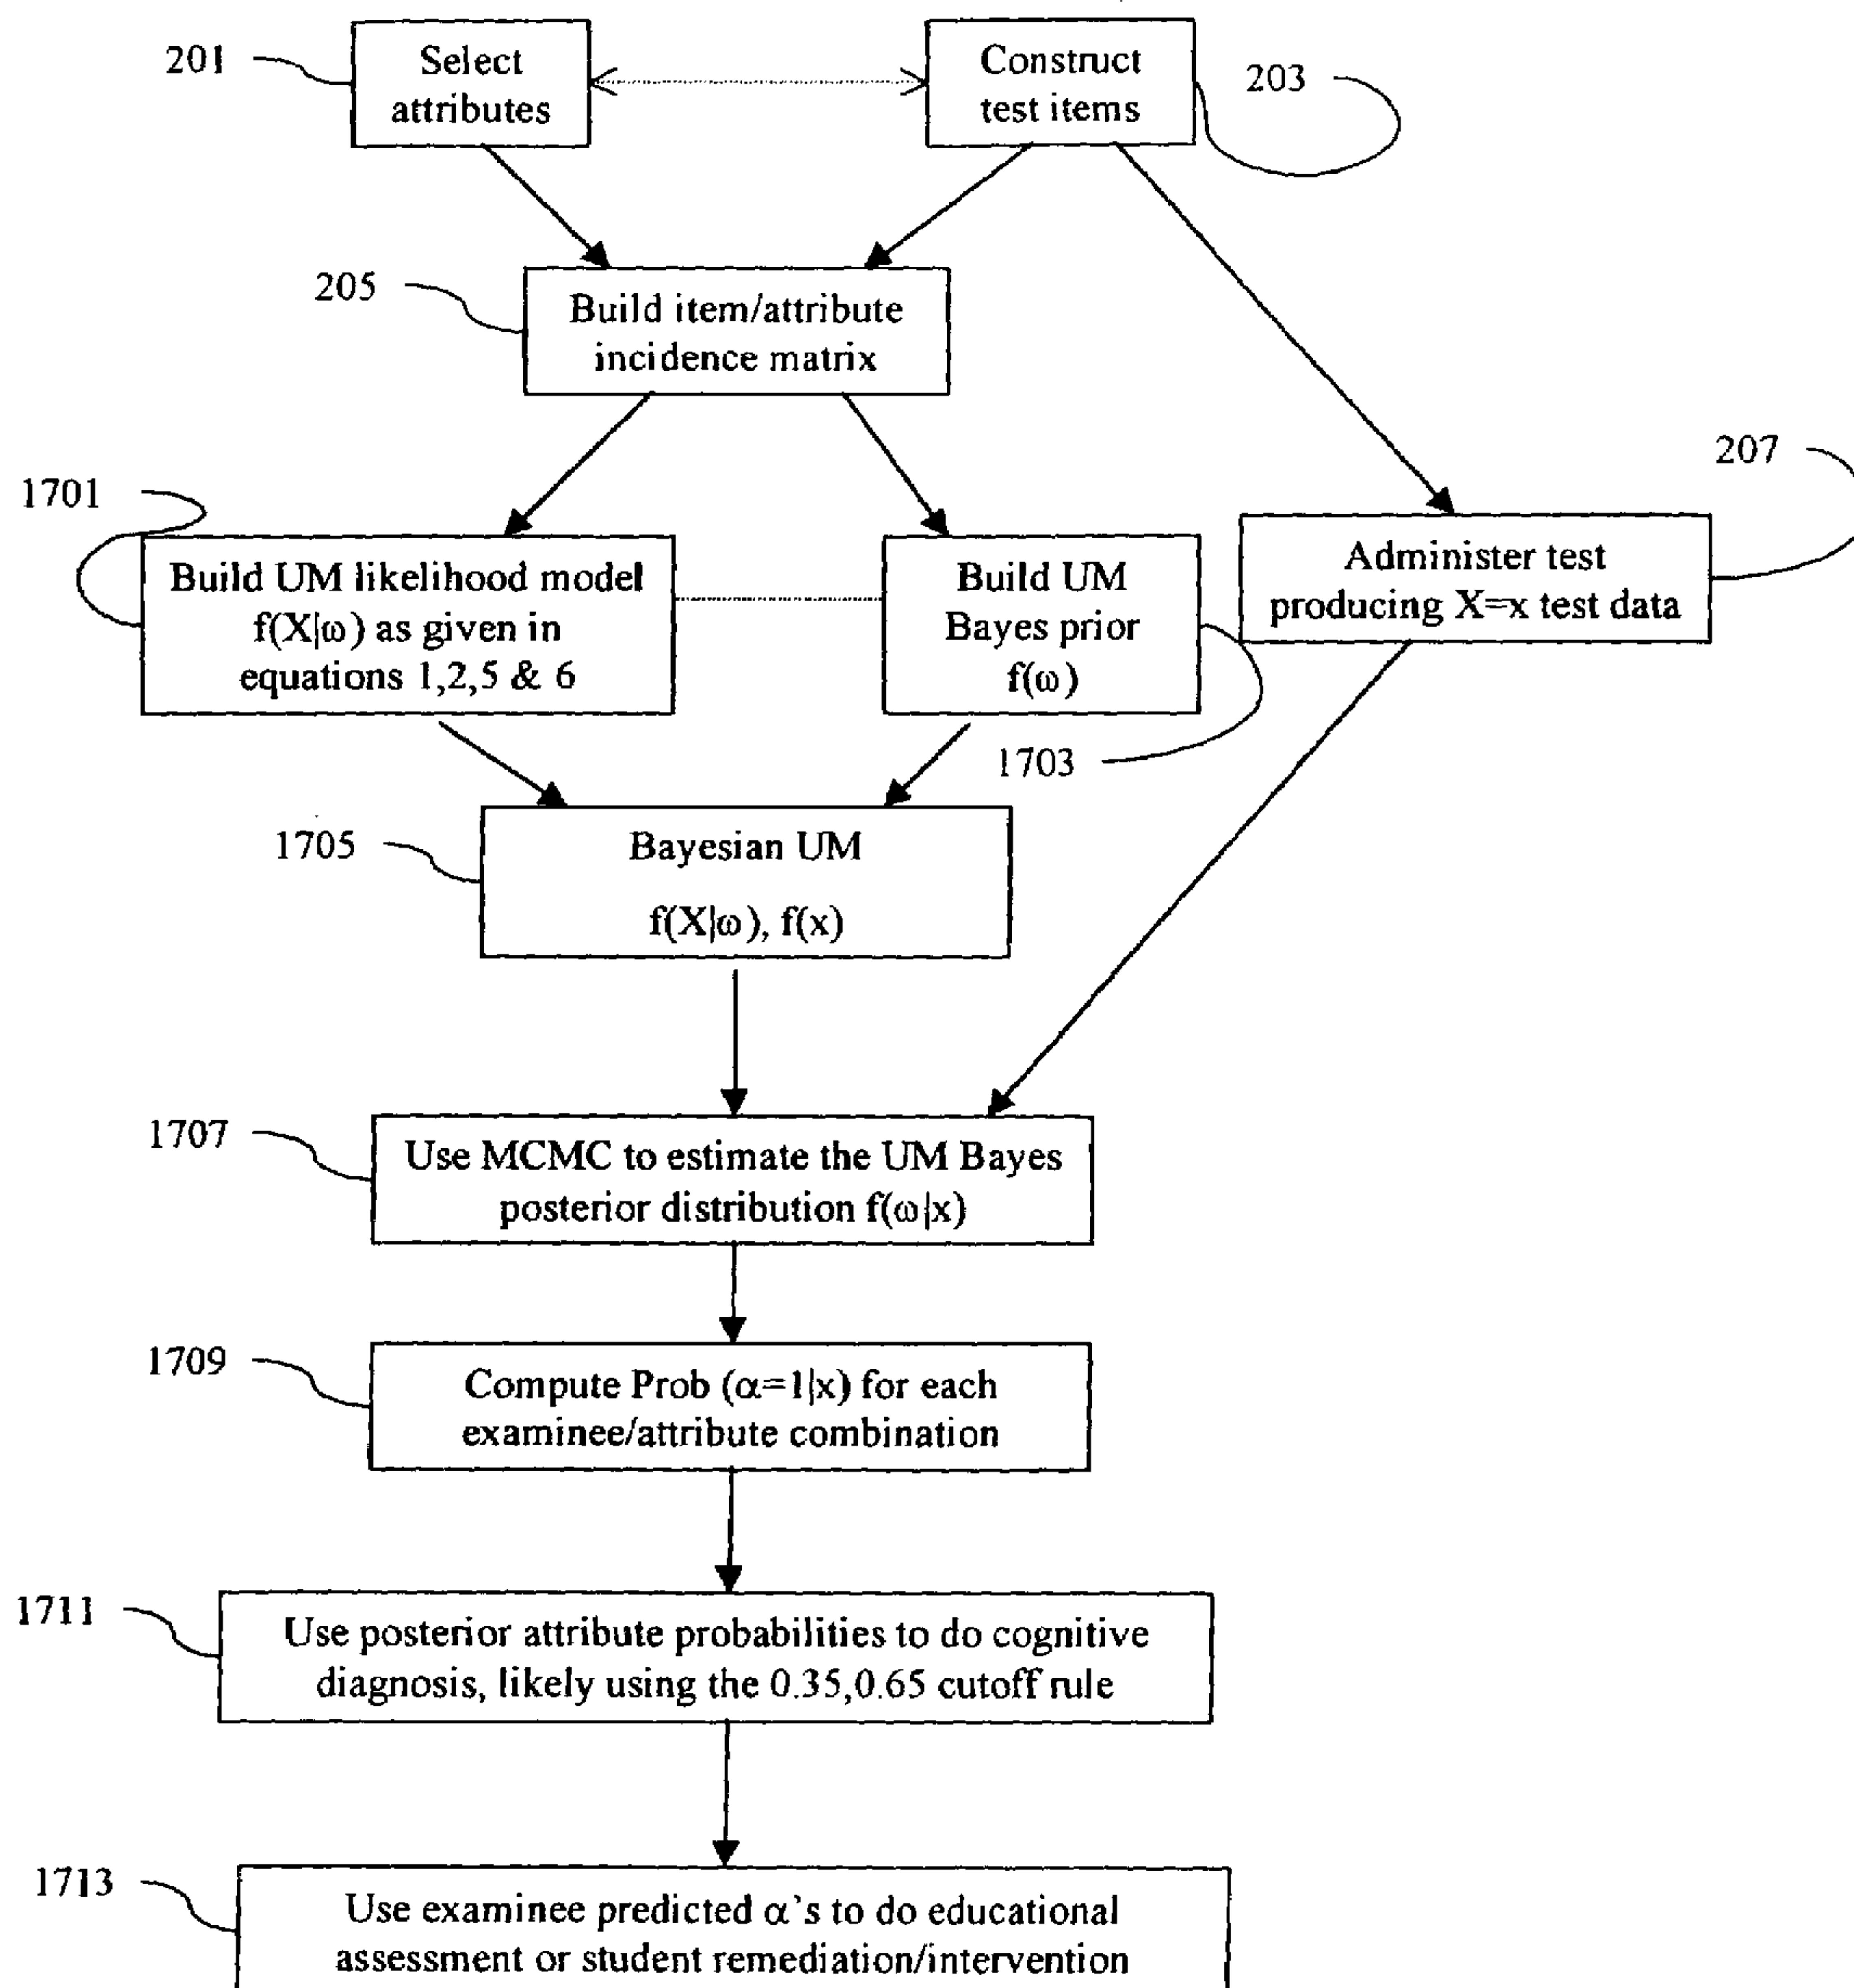 201
Select
attributes
Construct
test items
203
205
Build item/attribute
incidence matrix
207
1701
Build UM likelihood model
f(X|ω) as given in
equations 1,2,5 & 6
Build UM
Bayes prior
f(ω)
Administer test
producing X=x test data
1703
1705
Bayesian UM
f(X|ω), f(x)
1707
Use MCMC to estimate the UM Bayes
posterior distribution f(ω|x)
1709
Compute Prob (α=1|x) for each
examinee/attribute combination
1711
Use posterior attribute probabilities to do cognitive
diagnosis, likely using the 0.35,0.65 cutoff rule
1713
Use examinee predicted α's to do educational
assessment or student remediation/intervention